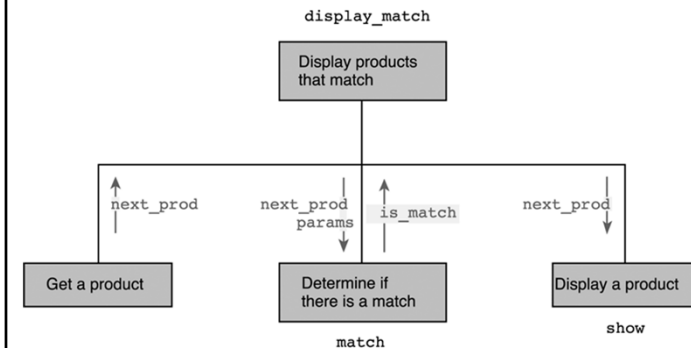 display_match
Display products
that match
next_prod
next_prod
params
is_match
next_prod
Get a product
Determine if
there is a match
Display a product
match
show